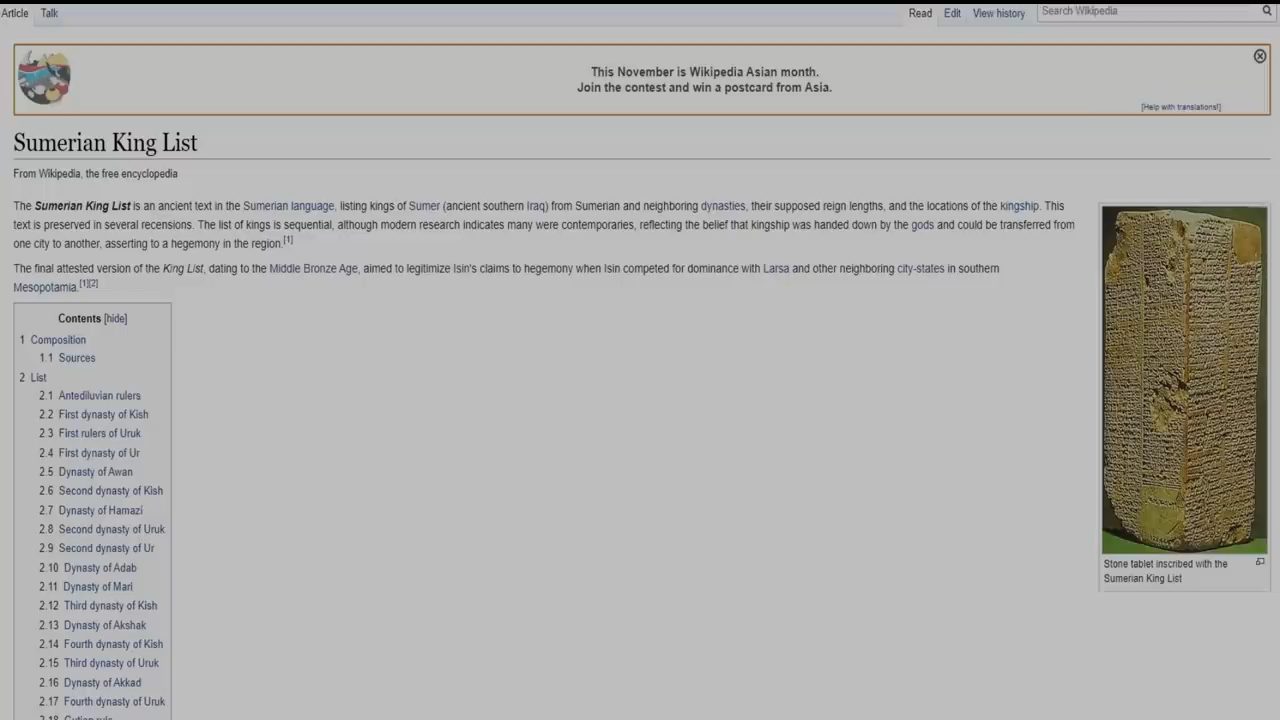 Article Talk Read Edit View history Search Wikipedia
This November is Wikipedia Asian month.
Join the contest and win a postcard from Asia.
[Help with translations!]
Sumerian King List
From Wikipedia, the free encyclopedia
The Sumerian King List is an ancient text in the Sumerian language, listing kings of Sumer (ancient southern Iraq) from Sumerian and neighboring dynasties, their supposed reign lengths, and the locations of the kingship. This
text is preserved in several recensions. The list of kings is sequential, although modern research indicates many were contemporaries, reflecting the belief that kingship was handed down by the gods and could be transferred from
one city to another, asserting to a hegemony in the region.[1]
The final attested version of the King List, dating to the Middle Bronze Age, aimed to legitimize Isin's claims to hegemony when Isin competed for dominance with Larsa and other neighboring city-states in southern
Mesopotamia.[1][2]
Contents [hide]
1 Composition
1.1 Sources
2 List
2.1 Antediluvian rulers
2.2 First dynasty of Kish
2.3 First rulers of Uruk
2.4 First dynasty of Ur
2.5 Dynasty of Awan
2.6 Second dynasty of Kish
2.7 Dynasty of Hamazi
2.8 Second dynasty of Uruk
2.9 Second dynasty of Ur
2.10 Dynasty of Adab
2.11 Dynasty of Mari
2.12 Third dynasty of Kish
2.13 Dynasty of Akshak
2.14 Fourth dynasty of Kish
2.15 Third dynasty of Uruk
2.16 Dynasty of Akkad
2.17 Fourth dynasty of Uruk
2.18 Gutian rule
Stone tablet inscribed with the
Sumerian King List